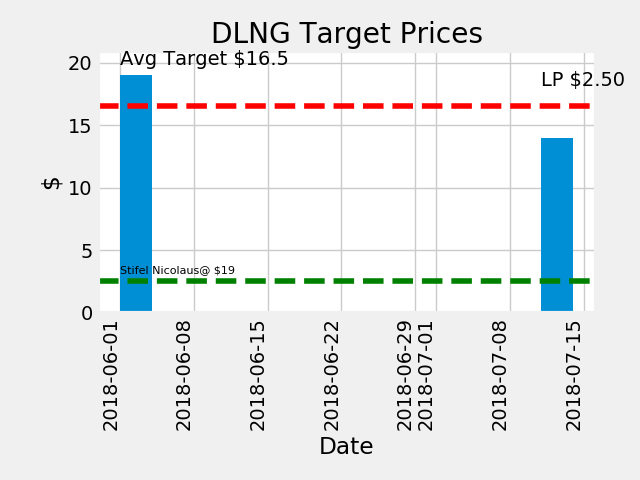 DLNG Target Prices
Avg Target $16.5
LP $2.50
Stifel Nicolaus@ $19
20
15
10
5
0
$
2018-06-01
2018-06-08
2018-06-15
2018-06-22
2018-06-29
2018-07-01
2018-07-08
2018-07-15
Date